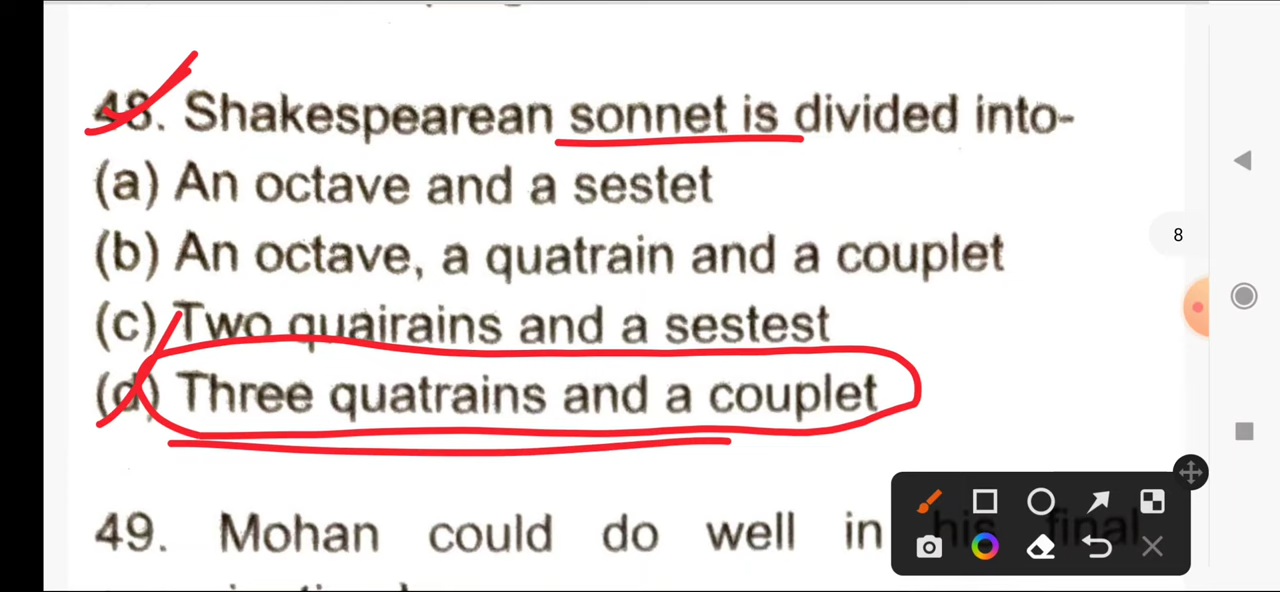 48. Shakespearean sonnet is divided into-
(a) An octave and a sestet
(b) An octave, a quatrain and a couplet
(c) Two quairains and a sestest
(d) Three quatrains and a couplet
8
49. Mohan could do well in his final